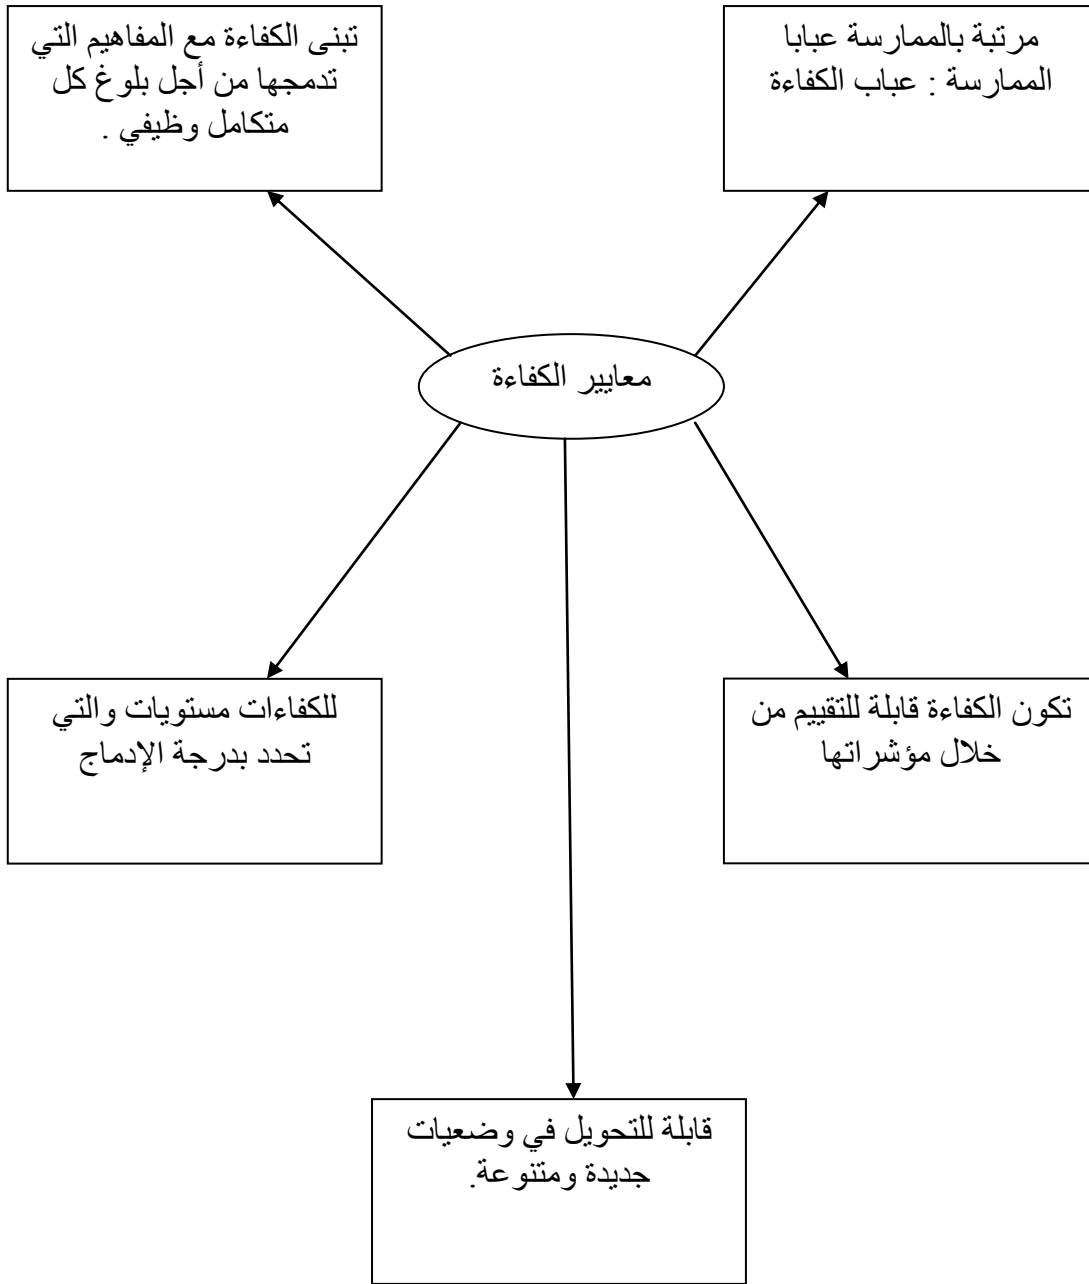 مرتبة بالممارسة عبابا
الممارسة : عباب الكفاءة
تبنى الكفاءة مع المفاهيم التي
تدمجها من أجل بلوغ كل
متكامل وظيفي .
معايير الكفاءة
تكون الكفاءة قابلة للتقييم من
خلال مؤشراتها
للكفاءات مستويات والتي
تحدد بدرجة الإدماج
قابلة للتحويل في وضعيات
جديدة ومتنوعة.